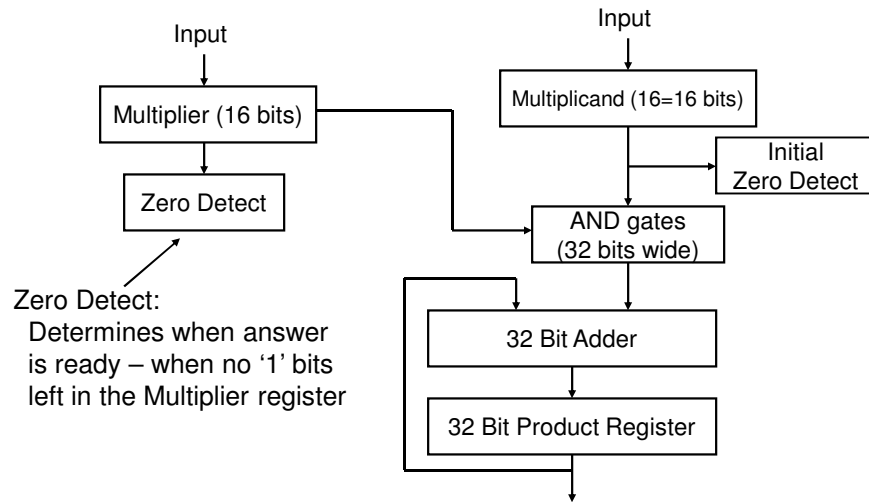 Input
Multiplier (16 bits)
Zero Detect
Zero Detect:
Determines when answer
is ready – when no ‘1’ bits
left in the Multiplier register
Input
Multiplicand (16=16 bits)
Initial
Zero Detect
AND gates
(32 bits wide)
32 Bit Adder
32 Bit Product Register